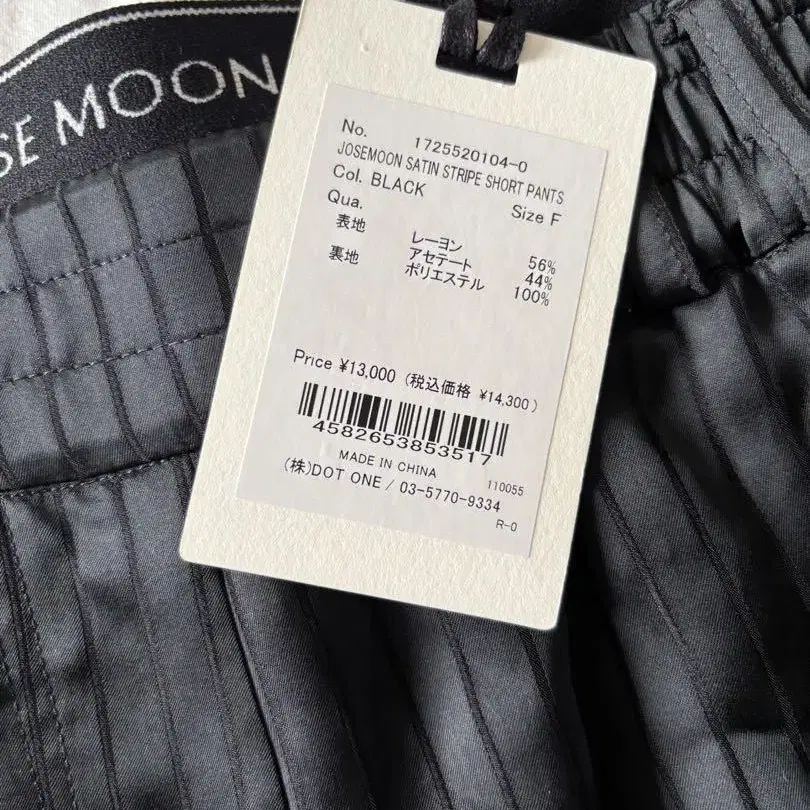 SE MOON
No. 1725520104-0
JOSEMOON SATIN STRIPE SHORT PANTS
Col. BLACK Size F
Qua.
表地 レーヨン 56%
アセテート 44%
裏地 ポリエステル 100%
Price ¥13,000 (税込価格 ¥14,300)
4582653853517
MADE IN CHINA 110055
(株)DOT ONE / 03-5770-9334
R-0